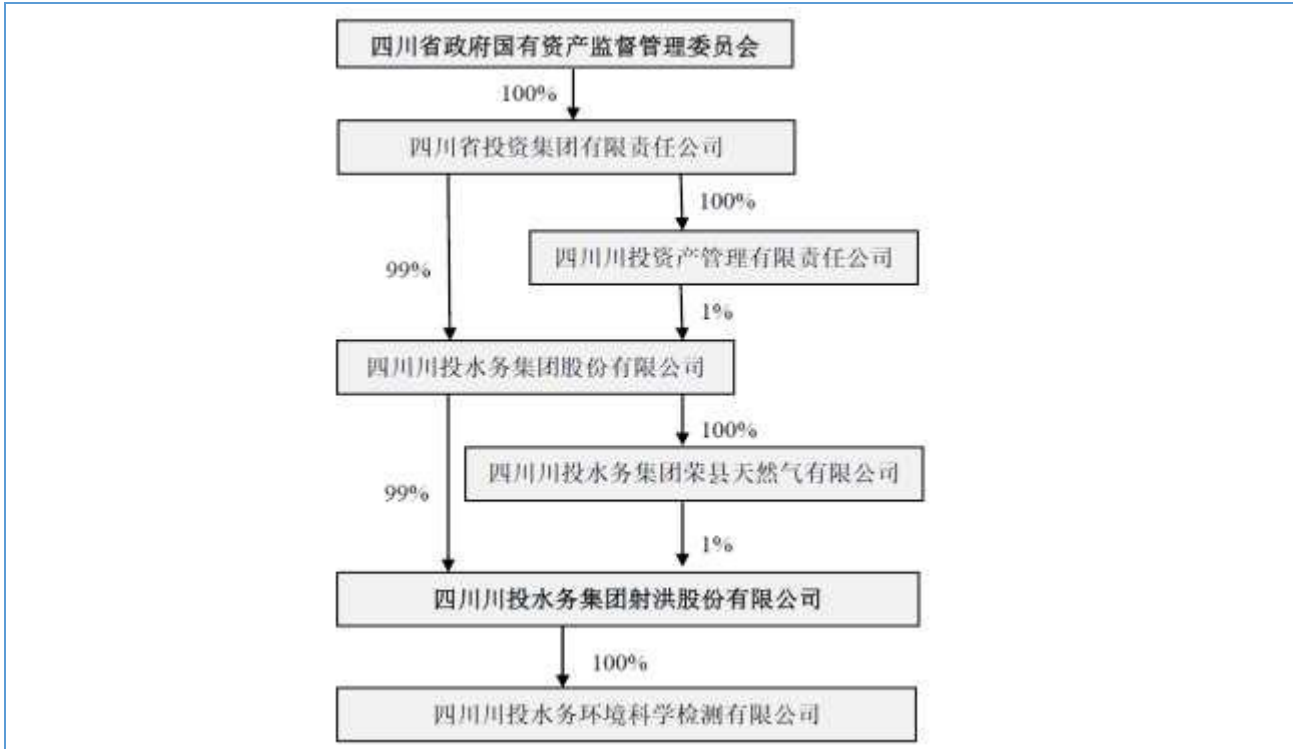 四川省政府国有资产监督管理委员会
100%
四川省投资集团有限责任公司
100%
四川川投资产管理有限责任公司
99%
1%
四川川投水务集团股份有限公司
100%
四川川投水务集团荣县天然气有限公司
99%
1%
四川川投水务集团射洪股份有限公司
100%
四川川投水务环境科学检测有限公司